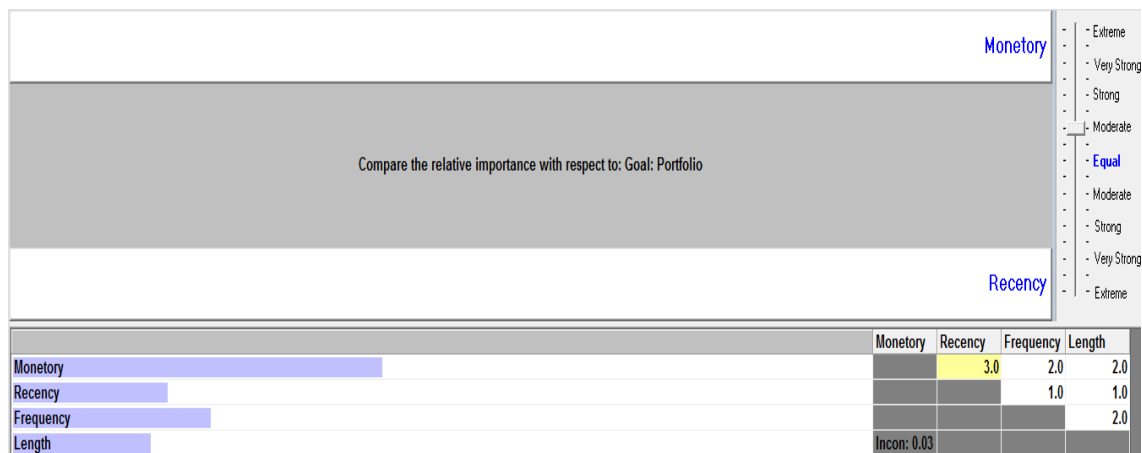 Monetory
Compare the relative importance with respect to: Goal: Portfolio
Recency
Extreme
Very Strong
Strong
Moderate
Equal
Moderate
Strong
Very Strong
Extreme
Monetory Recency Frequency Length
Monetory 3.0 2.0 2.0
Recency 1.0 1.0
Frequency 2.0
Length Incon: 0.03